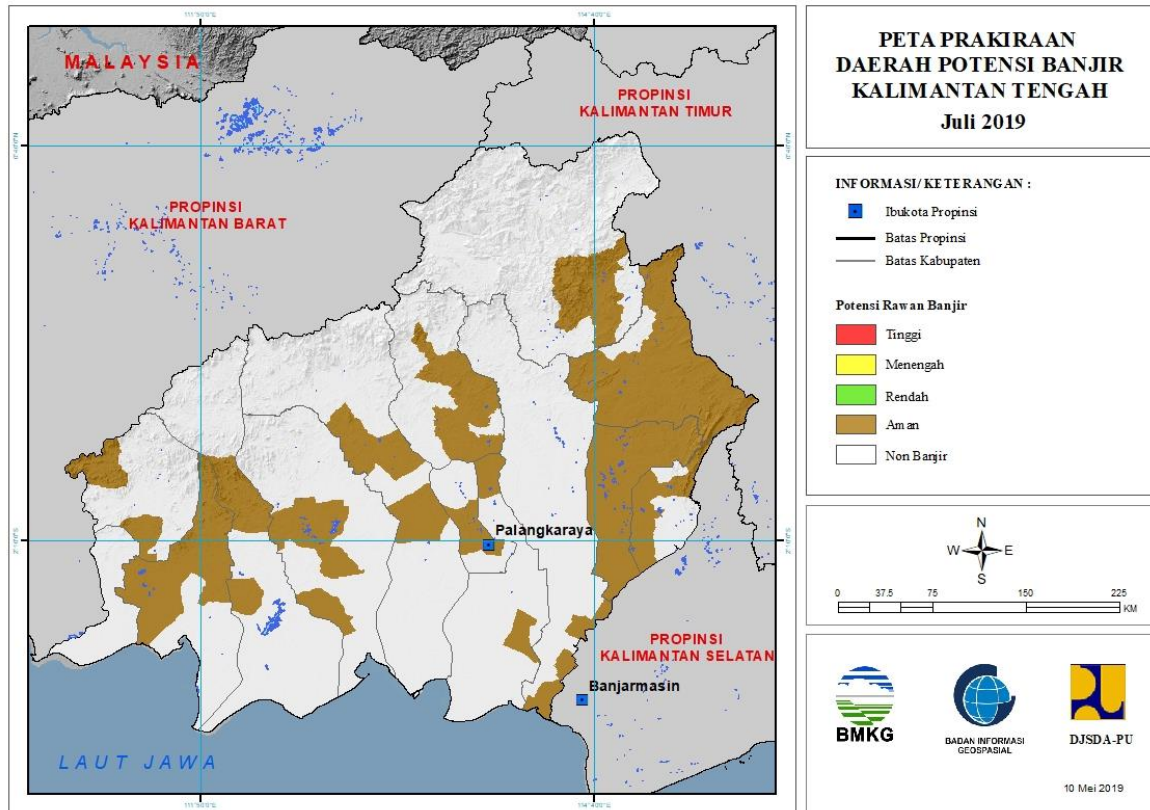 MALAYSIA
PROPINSI
KALIMANTAN TIMUR
PROPINSI
KALIMANTAN BARAT
Palangkaraya
PROPINSI
KALIMANTAN SELATAN
Banjarmasin
LAUT JAWA
PETA PRAKIRAAN
DAERAH POTENSI BANJIR
KALIMANTAN TENGAH
Juli 2019
INFORMASI/ KETERANGAN :
Ibukota Propinsi
Batas Propinsi
Batas Kabupaten
Potensi Rawan Banjir
Tinggi
Menengah
Rendah
Aman
Non Banjir
N
W E
S
0 37.5 75 150 225
KM
BMKG
BADAN INFORMASI
GEOSPASIAL
DJSDA-PU
10 Mei 2019